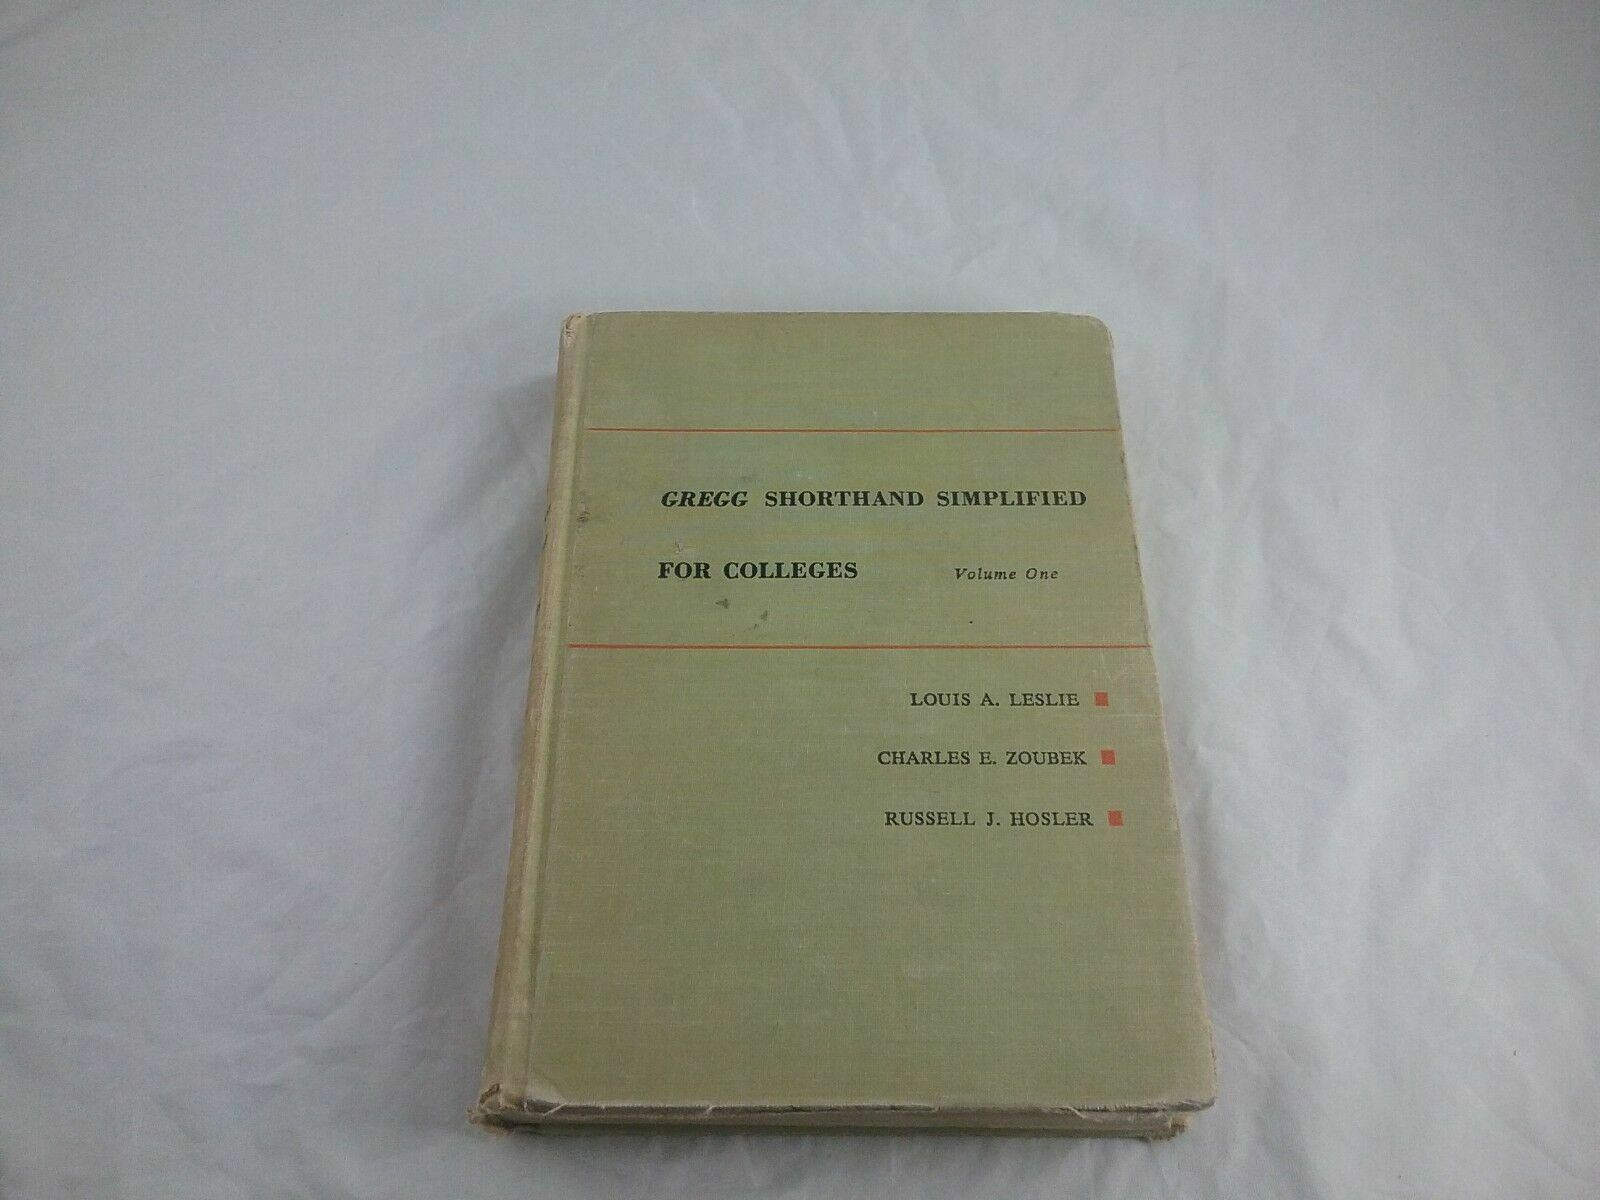 GREGG SHORTHAND SIMPLIFIED
FOR COLLEGES Volume One
LOUIS A. LESLIE
CHARLES E. ZOUBEK
RUSSELL J. HOSLER